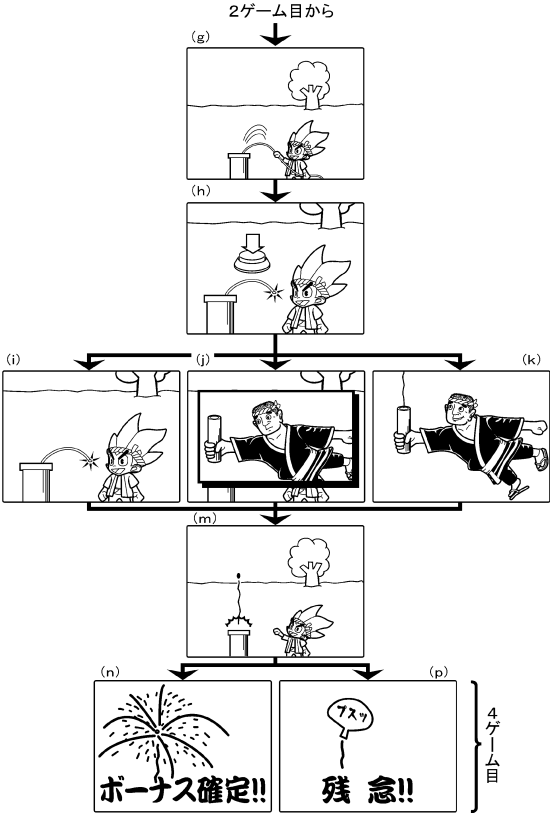 2ゲーム目から
(g)
(h)
(i)
(j)
(k)
(m)
(n)
(p)
ボーナス確定!!
プスッ
残 念!!
4ゲーム目